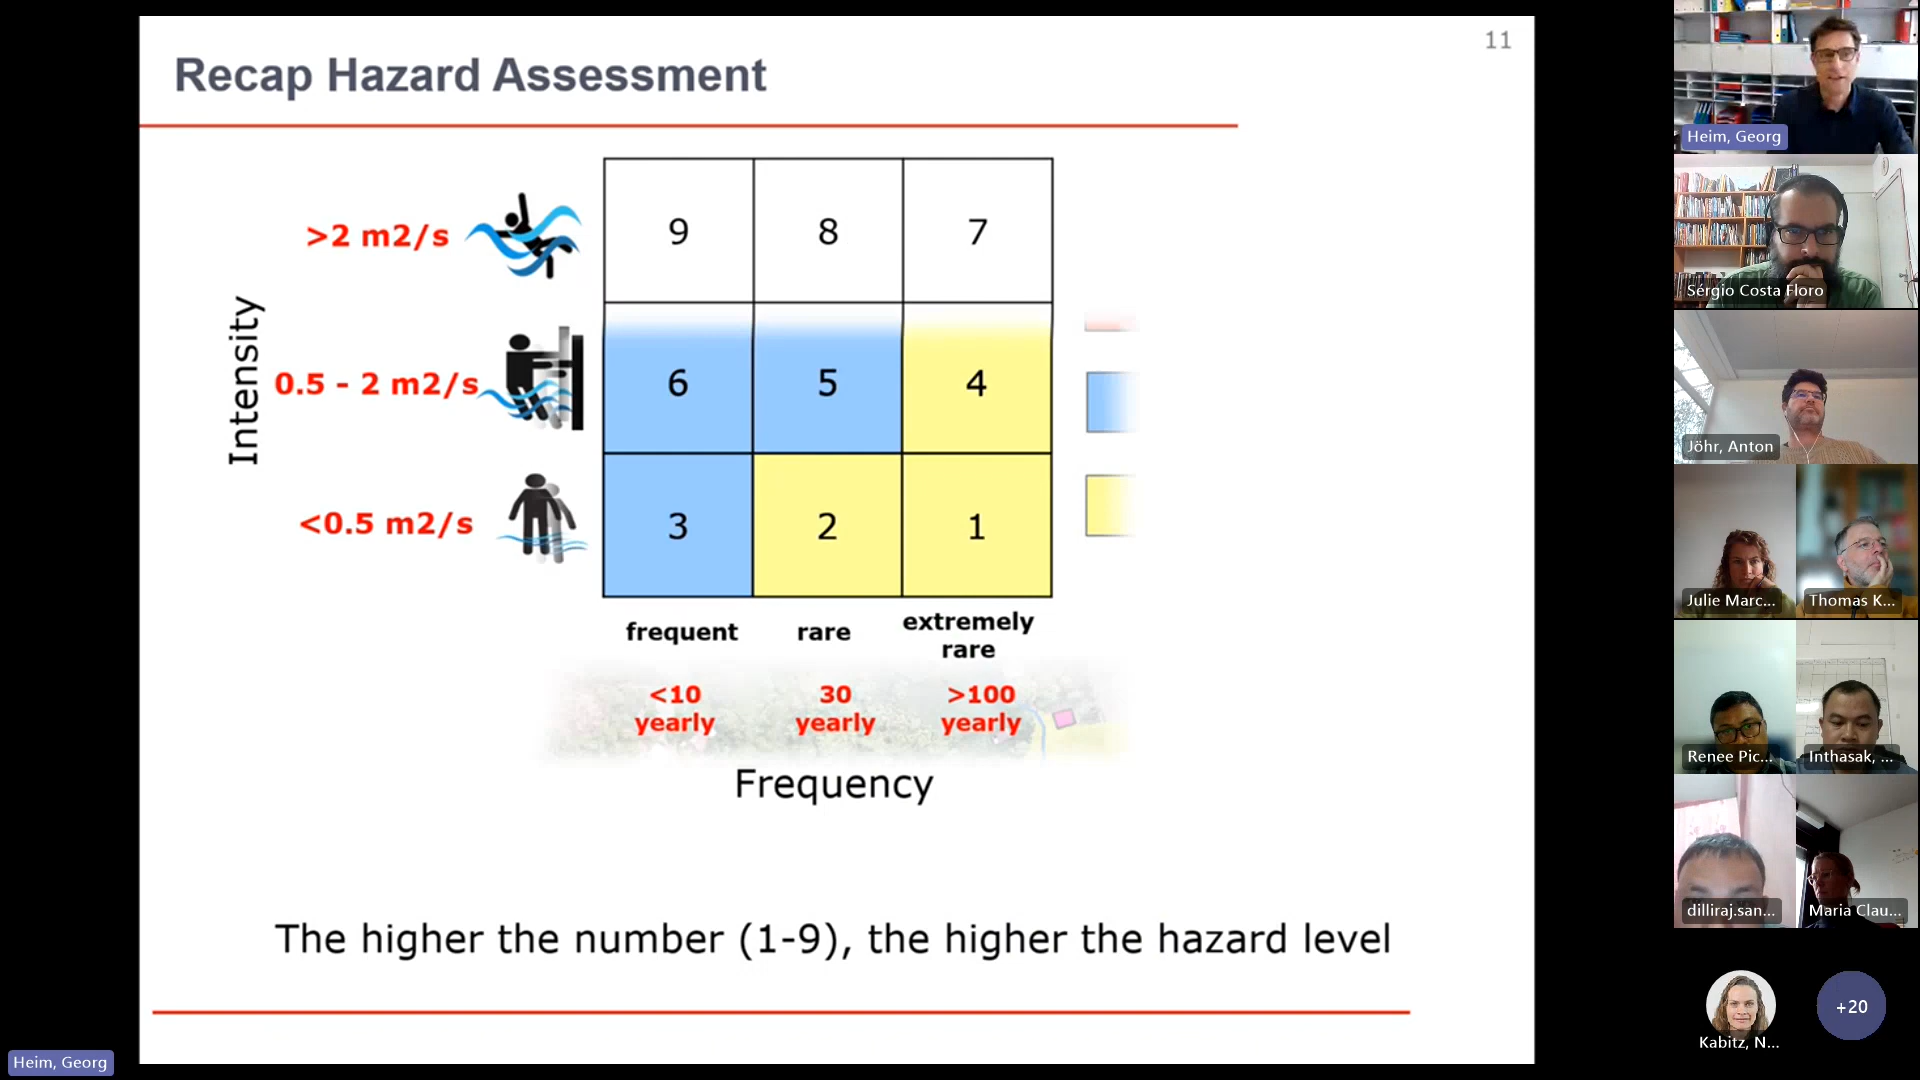 11
Recap Hazard Assessment
Intensity
>2 m2/s
9 8 7
0.5 - 2 m2/s
6 5 4
<0.5 m2/s
3 2 1
frequent rare extremely
rare
<10 30 >100
yearly yearly yearly
Frequency
The higher the number (1-9), the higher the hazard level
Heim, Georg
Heim, Georg
Sérgio Costa Floro
Jöhr, Anton
Julie Marc... Thomas K...
Renee Pic... Inthasak, ...
dilliraj.san... Maria Clau...
+20
Kabitz, N...